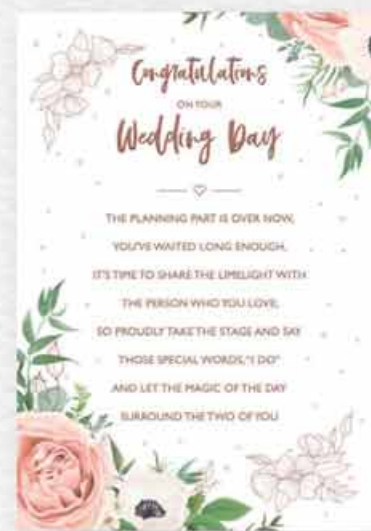 Congratulations
ON YOUR
Wedding Day
THE PLANNING PART IS OVER NOW,
YOU'VE WAITED LONG ENOUGH,
IT'S TIME TO SHARE THE LIMELIGHT WITH
THE PERSON WHO YOU LOVE,
SO PROUDLY TAKE THE STAGE AND SAY
THOSE SPECIAL WORDS, "I DO"
AND LET THE MAGIC OF THE DAY
SURROUND THE TWO OF YOU